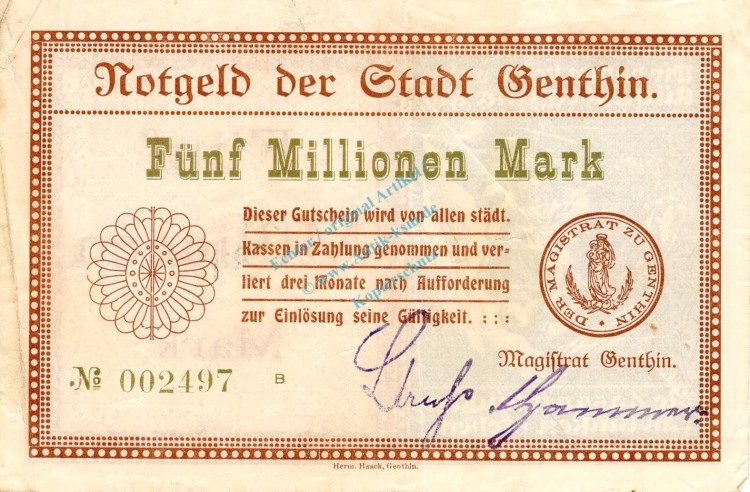 Notgeld der Stadt Genthin.
Fünf Millionen Mark
Dieser Gutschein wird von allen städt.
Kassen in Zahlung genommen und ver=
liert drei Monate nach Aufforderung
zur Einlösung seine Gültigkeit. : : :
DER MAGISTRAT ZU GENTHIN
Magistrat Genthin.
№ 002497 B
Herm. Haack, Genthin.